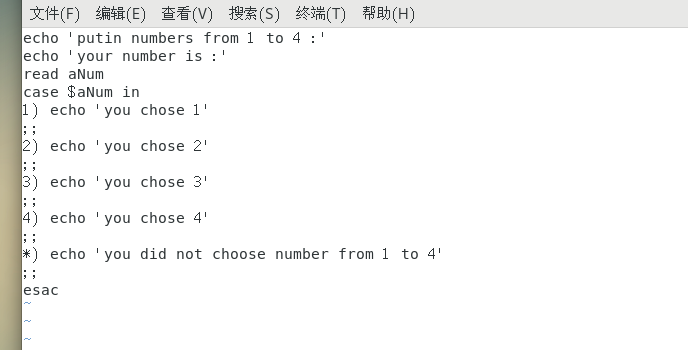 文件(F) 编辑(E) 查看(V) 搜索(S) 终端(T) 帮助(H)
echo 'putin numbers from 1 to 4 :'
echo 'your number is :'
read aNum
case $aNum in
1) echo 'you chose 1'
;;
2) echo 'you chose 2'
;;
3) echo 'you chose 3'
;;
4) echo 'you chose 4'
;;
*) echo 'you did not choose number from 1 to 4'
;;
esac
~
~
~